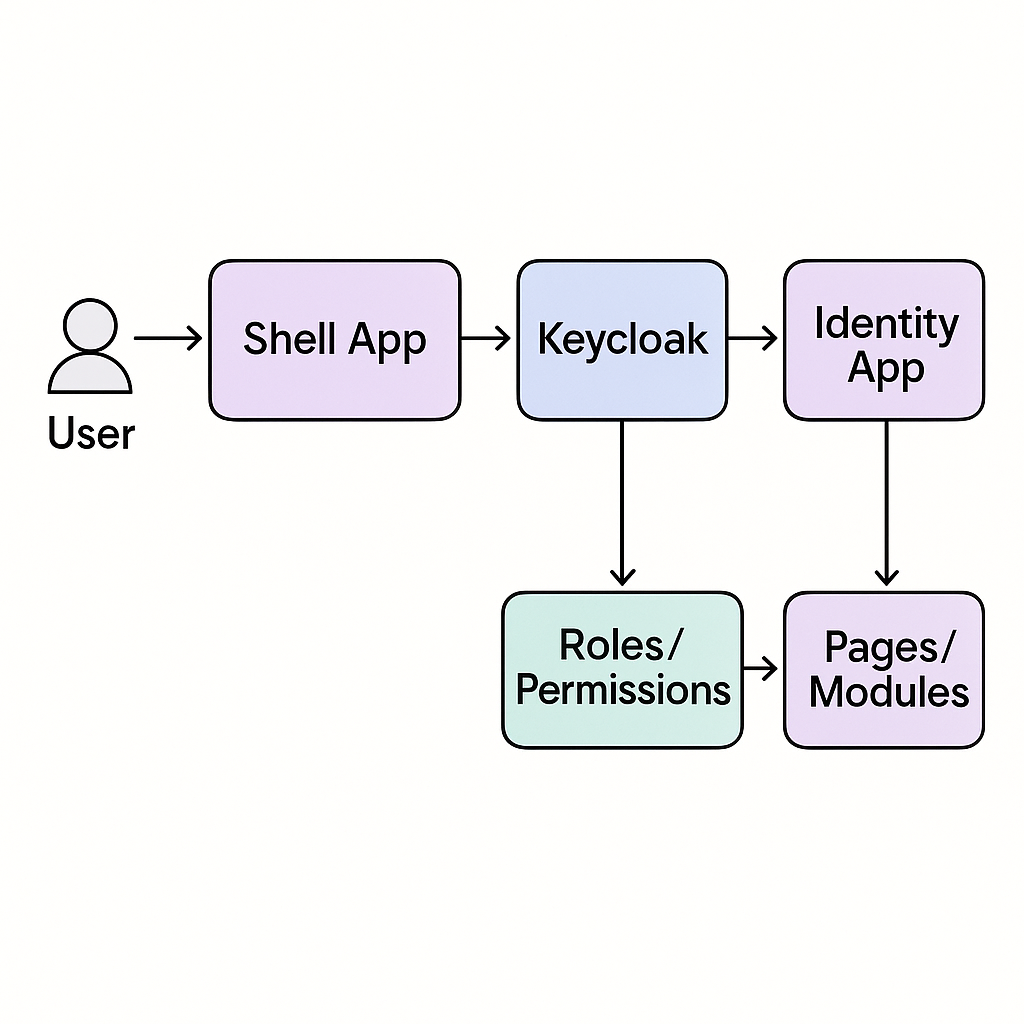 Shell App
Keycloak
Identity
App
User
Roles/
Permissions
Pages/
Modules